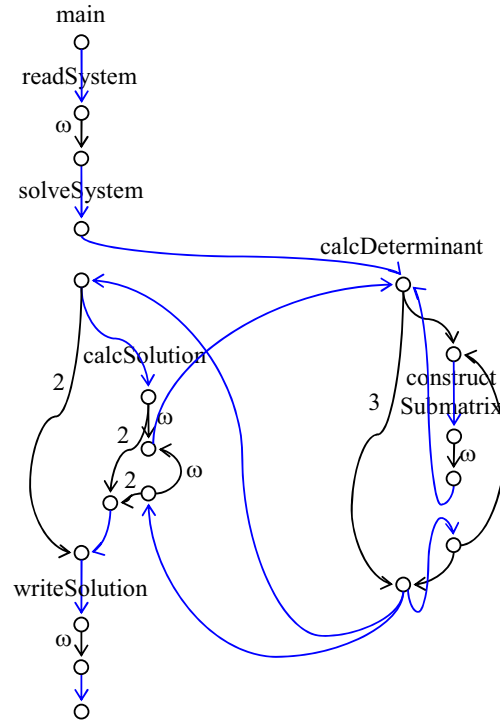 main
readSystem
ω
solveSystem
calcDeterminant
calcSolution
2
construct
Submatrix
3
ω
2
ω
ω
2
writeSolution
ω